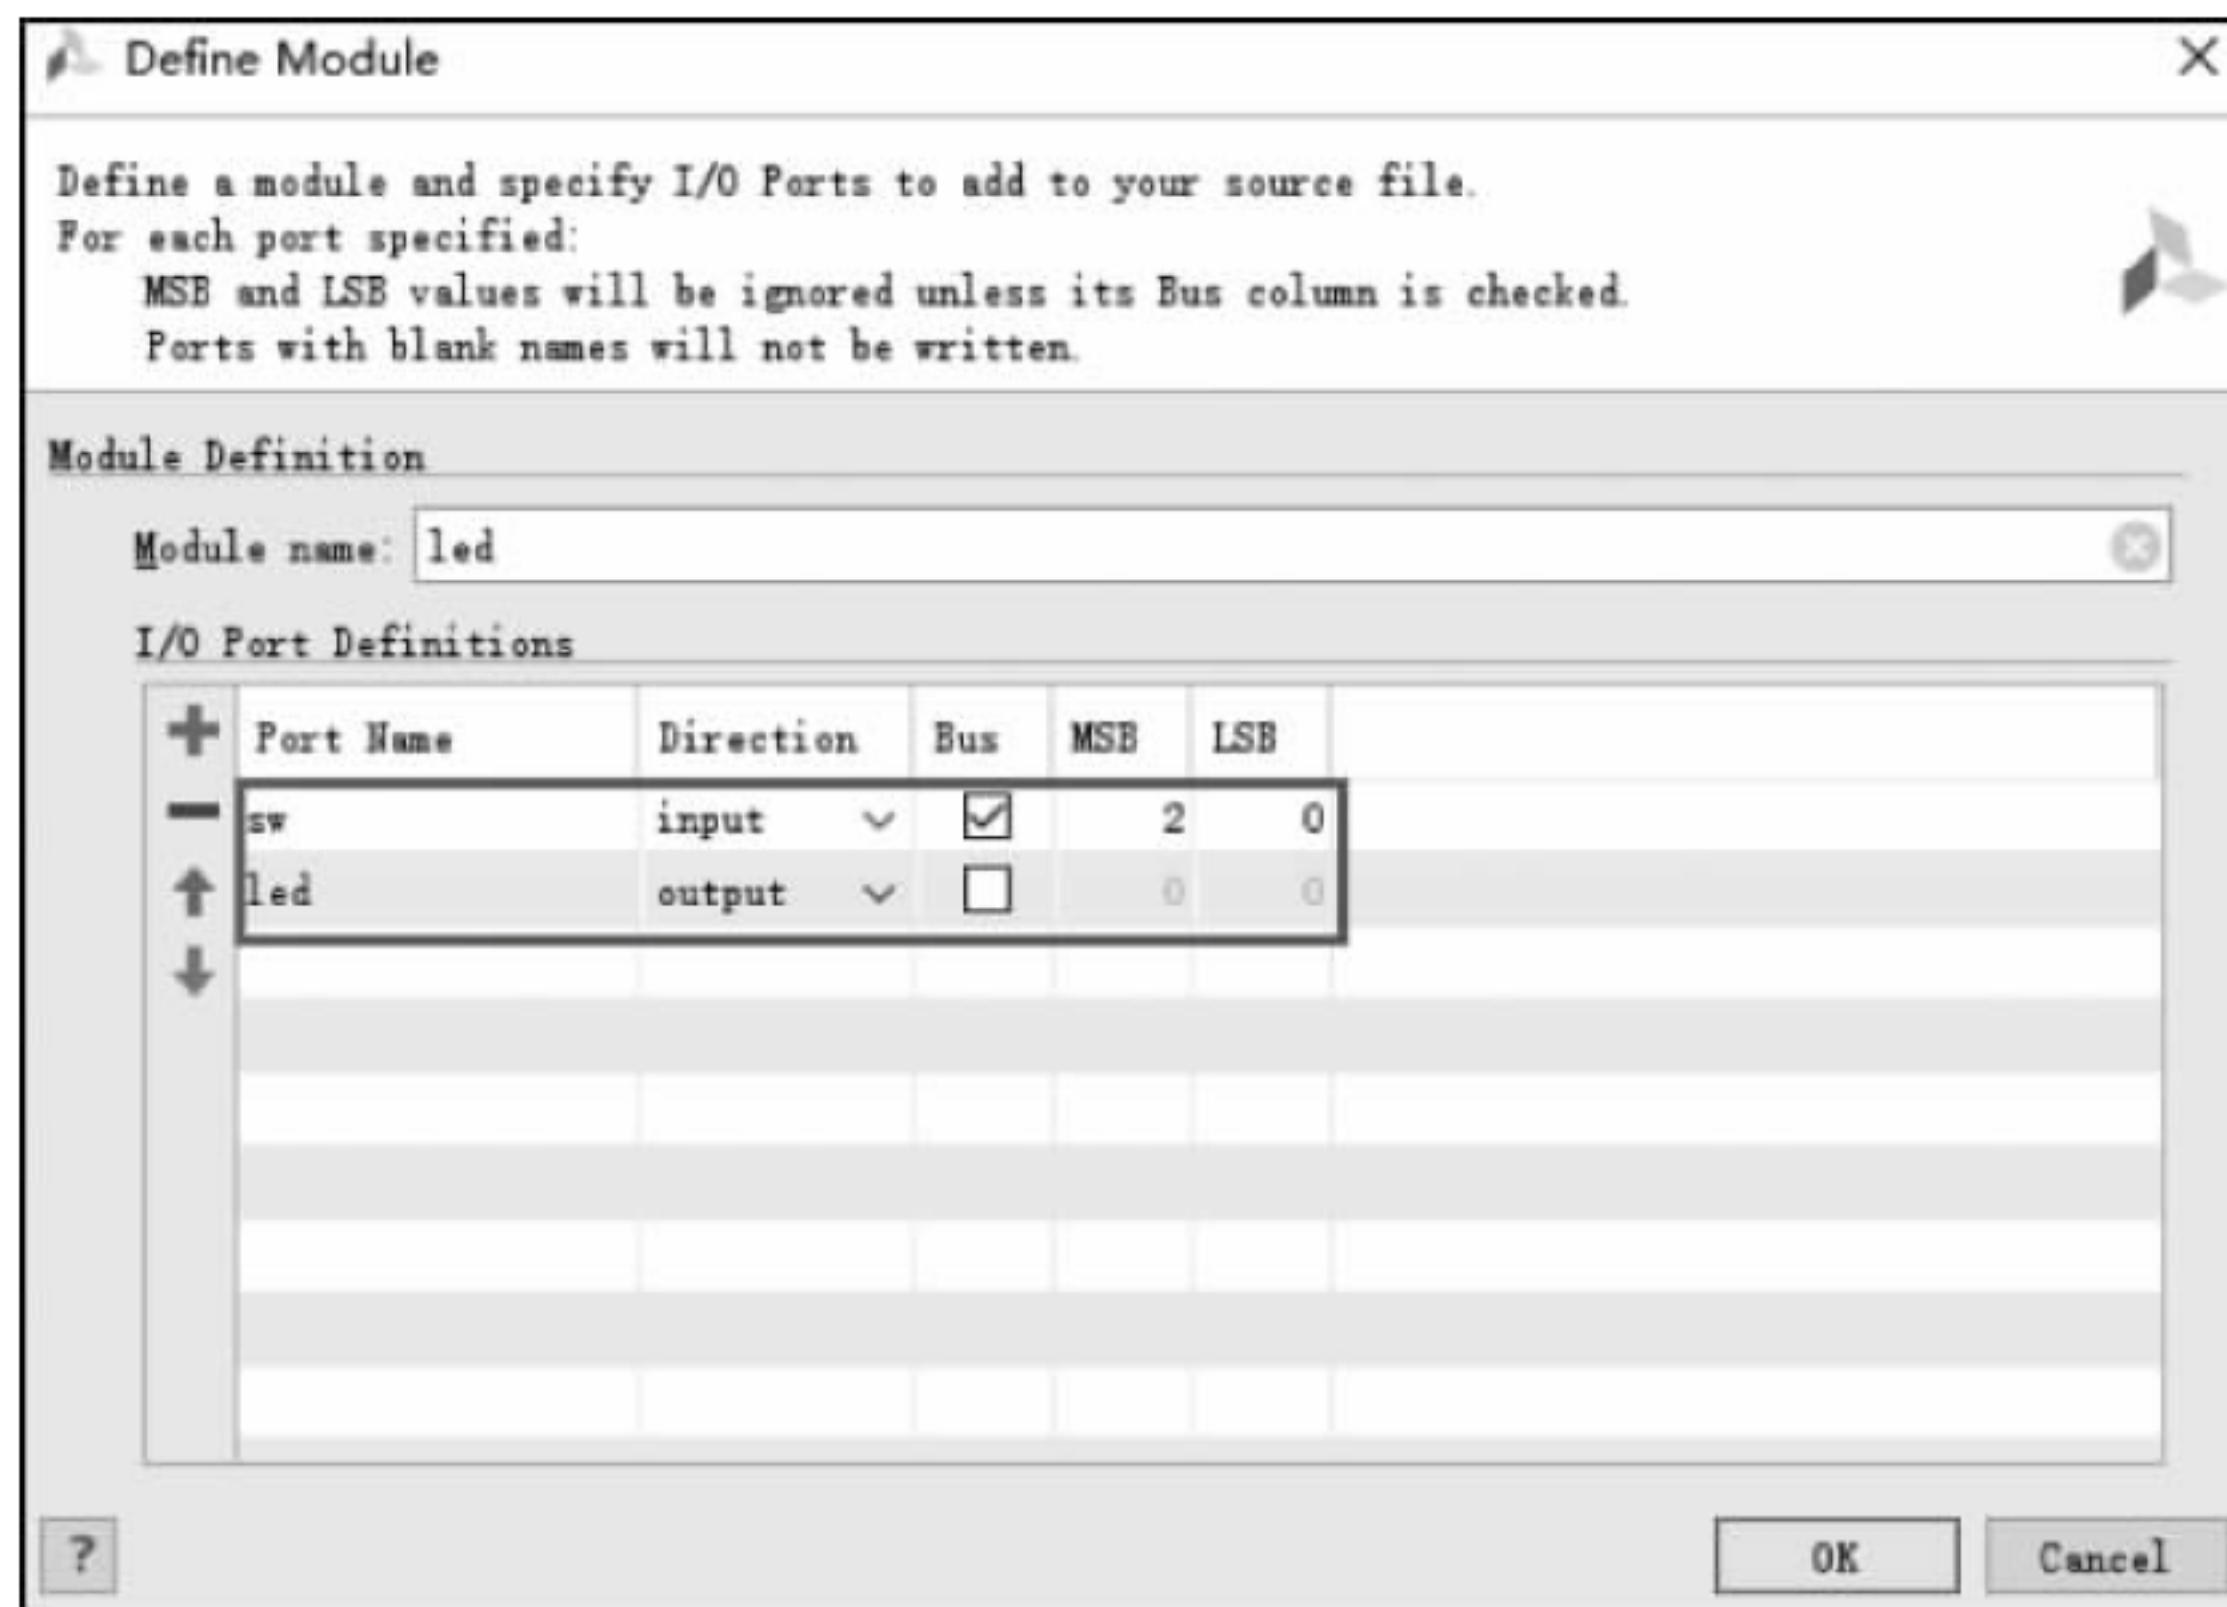 Define Module
Define a module and specify I/O Ports to add to your source file.
For each port specified:
MSB and LSB values will be ignored unless its Bus column is checked.
Ports with blank names will not be written.
Module Definition
Module name: led
I/O Port Definitions
Port Name Direction Bus MSB LSB
sw input 2 0
led output 0 0
? OK Cancel